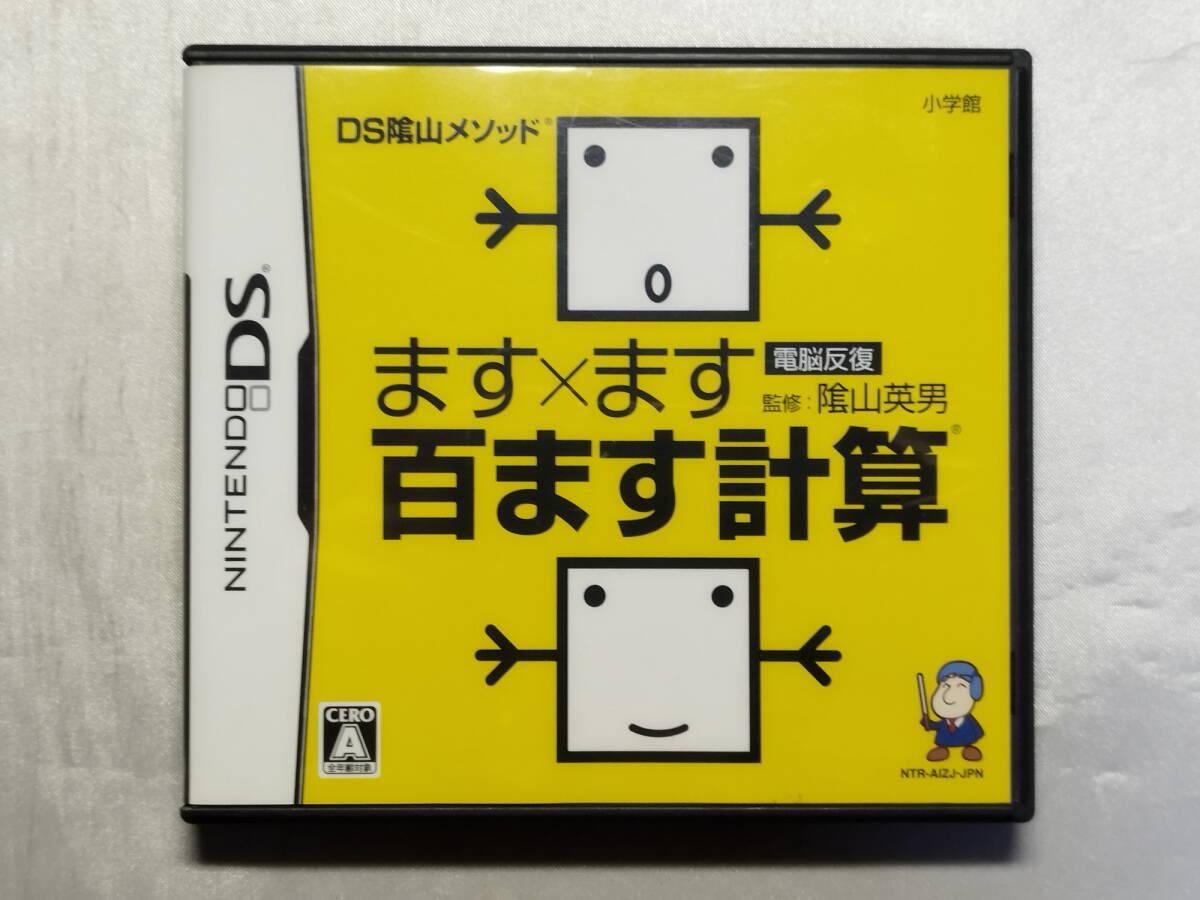 小学館
DS陰山メソッド®
NINTENDO DS®
ます×ます 電脳反復
監修:陰山英男
百ます計算®
CERO
A
全年齢対象
NTR-AIZJ-JPN